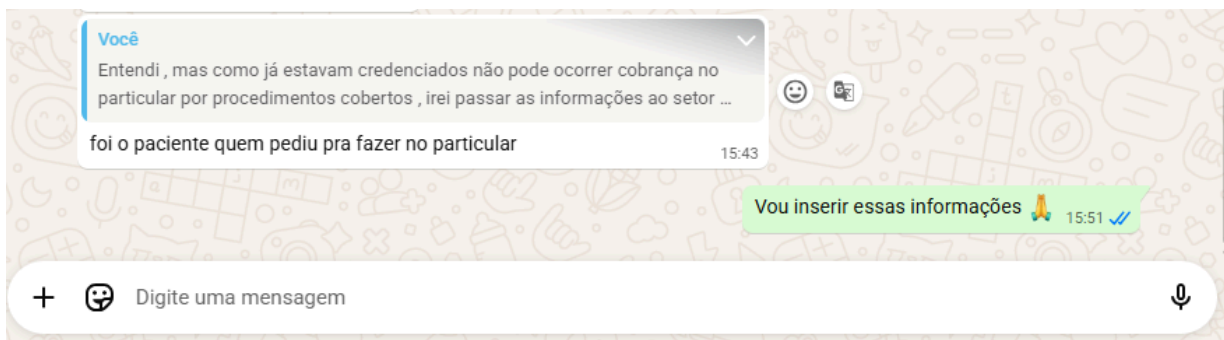 Você
Entendi , mas como já estavam credenciados não pode ocorrer cobrança no
particular por procedimentos cobertos , irei passar as informações ao setor ...
foi o paciente quem pediu pra fazer no particular
15:43
Vou inserir essas informações 🙏
15:51
Digite uma mensagem